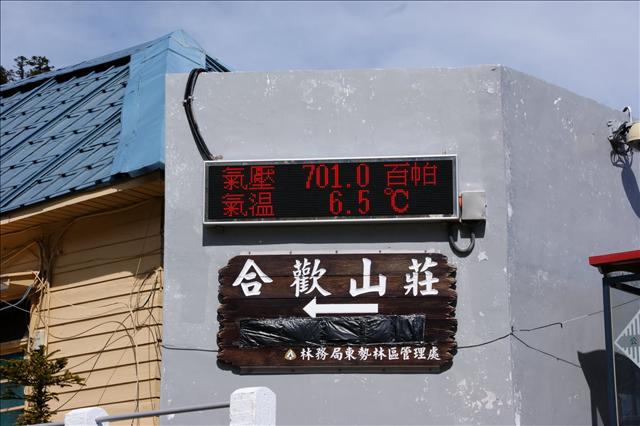 氣壓 701.0 百帕
氣溫 6.5 ℃
合歡山莊
林務局東勢林區管理處